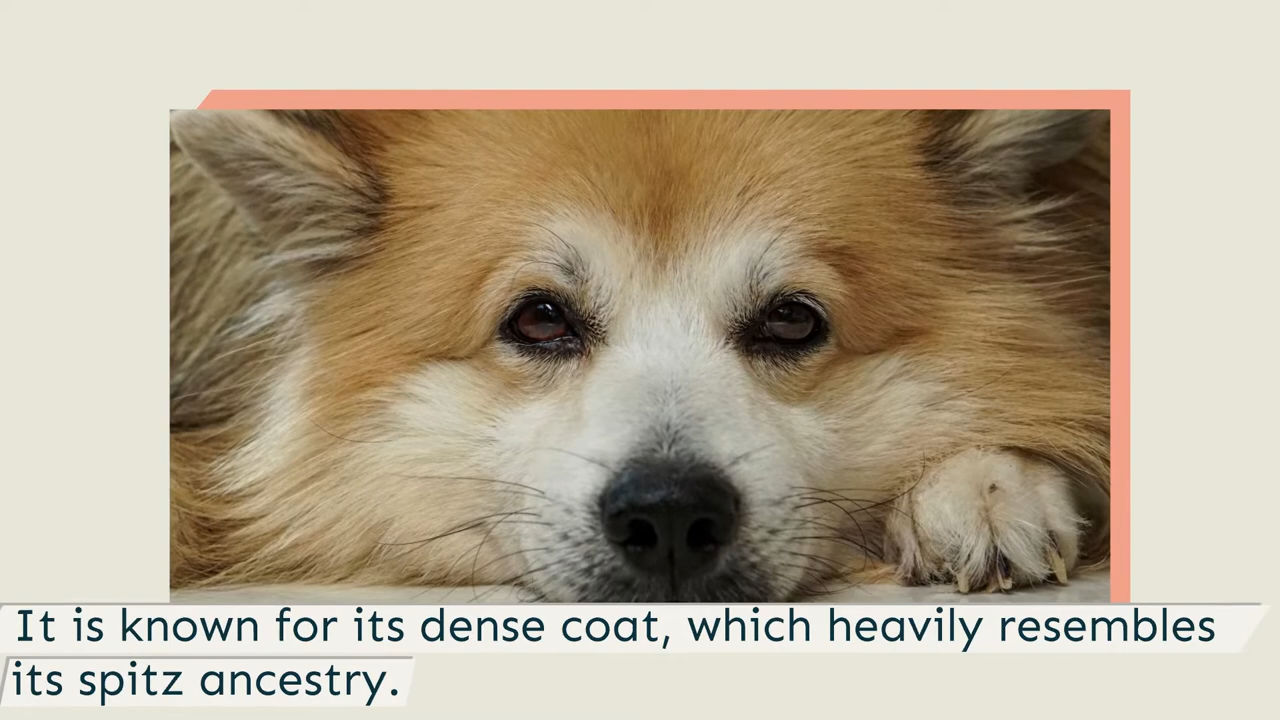 It is known for its dense coat, which heavily resembles
its spitz ancestry.